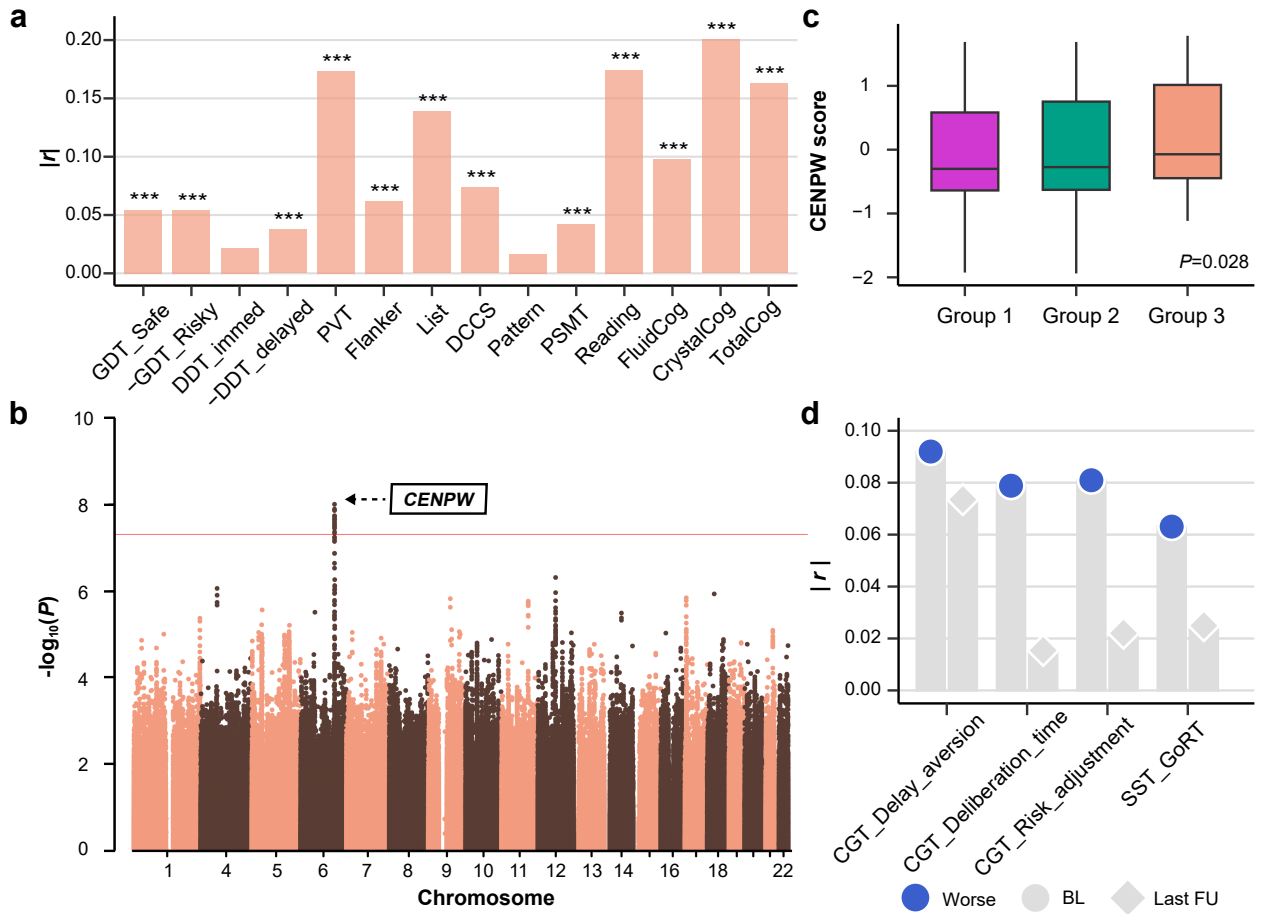 a
|r|
0.20
0.15
0.10
0.05
0.00
*** *** *** *** *** *** *** *** *** *** *** ***
GDT_Safe
−GDT_Risky
DDT_immed
−DDT_delayed
PVT
Flanker
List
DCCS
Pattern
PSMT
Reading
FluidCog
CrystalCog
TotalCog
c
CENPW score
1
0
−1
−2
P=0.028
Group 1 Group 2 Group 3
b
-log10(P)
10
8
6
4
2
0
CENPW
1 4 5 6 7 8 9 10 11 12 13 14 16 18 22
Chromosome
d
| r |
0.10
0.08
0.06
0.04
0.02
0.00
CGT_Delay_aversion
CGT_Deliberation_time
CGT_Risk_adjustment
SST_GoRT
Worse BL Last FU